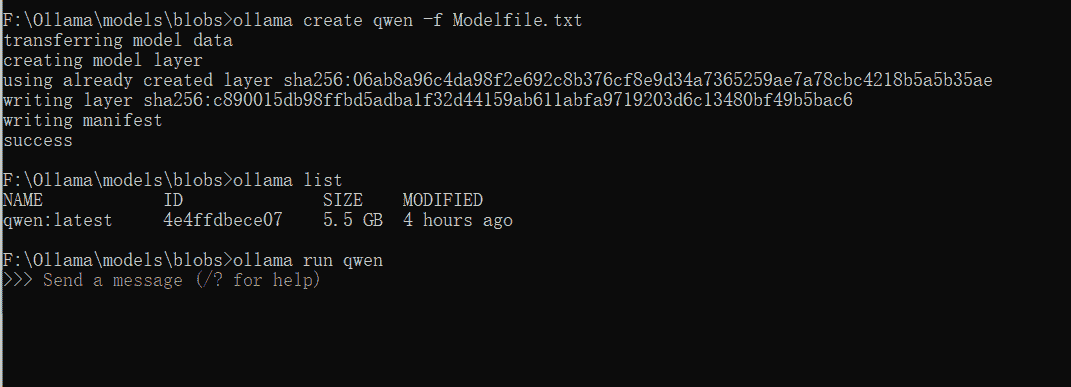 F:\Ollama\models\blobs>ollama create qwen -f Modelfile.txt
transferring model data
creating model layer
using already created layer sha256:06ab8a96c4da98f2e692c8b376cf8e9d34a7365259ae7a78cbc4218b5a5b35ae
writing layer sha256:c890015db98ffbd5adba1f32d44159ab611abfa9719203d6c13480bf49b5bac6
writing manifest
success
F:\Ollama\models\blobs>ollama list
NAME ID SIZE MODIFIED
qwen:latest 4e4ffdbece07 5.5 GB 4 hours ago
F:\Ollama\models\blobs>ollama run qwen
>>> Send a message (/? for help)